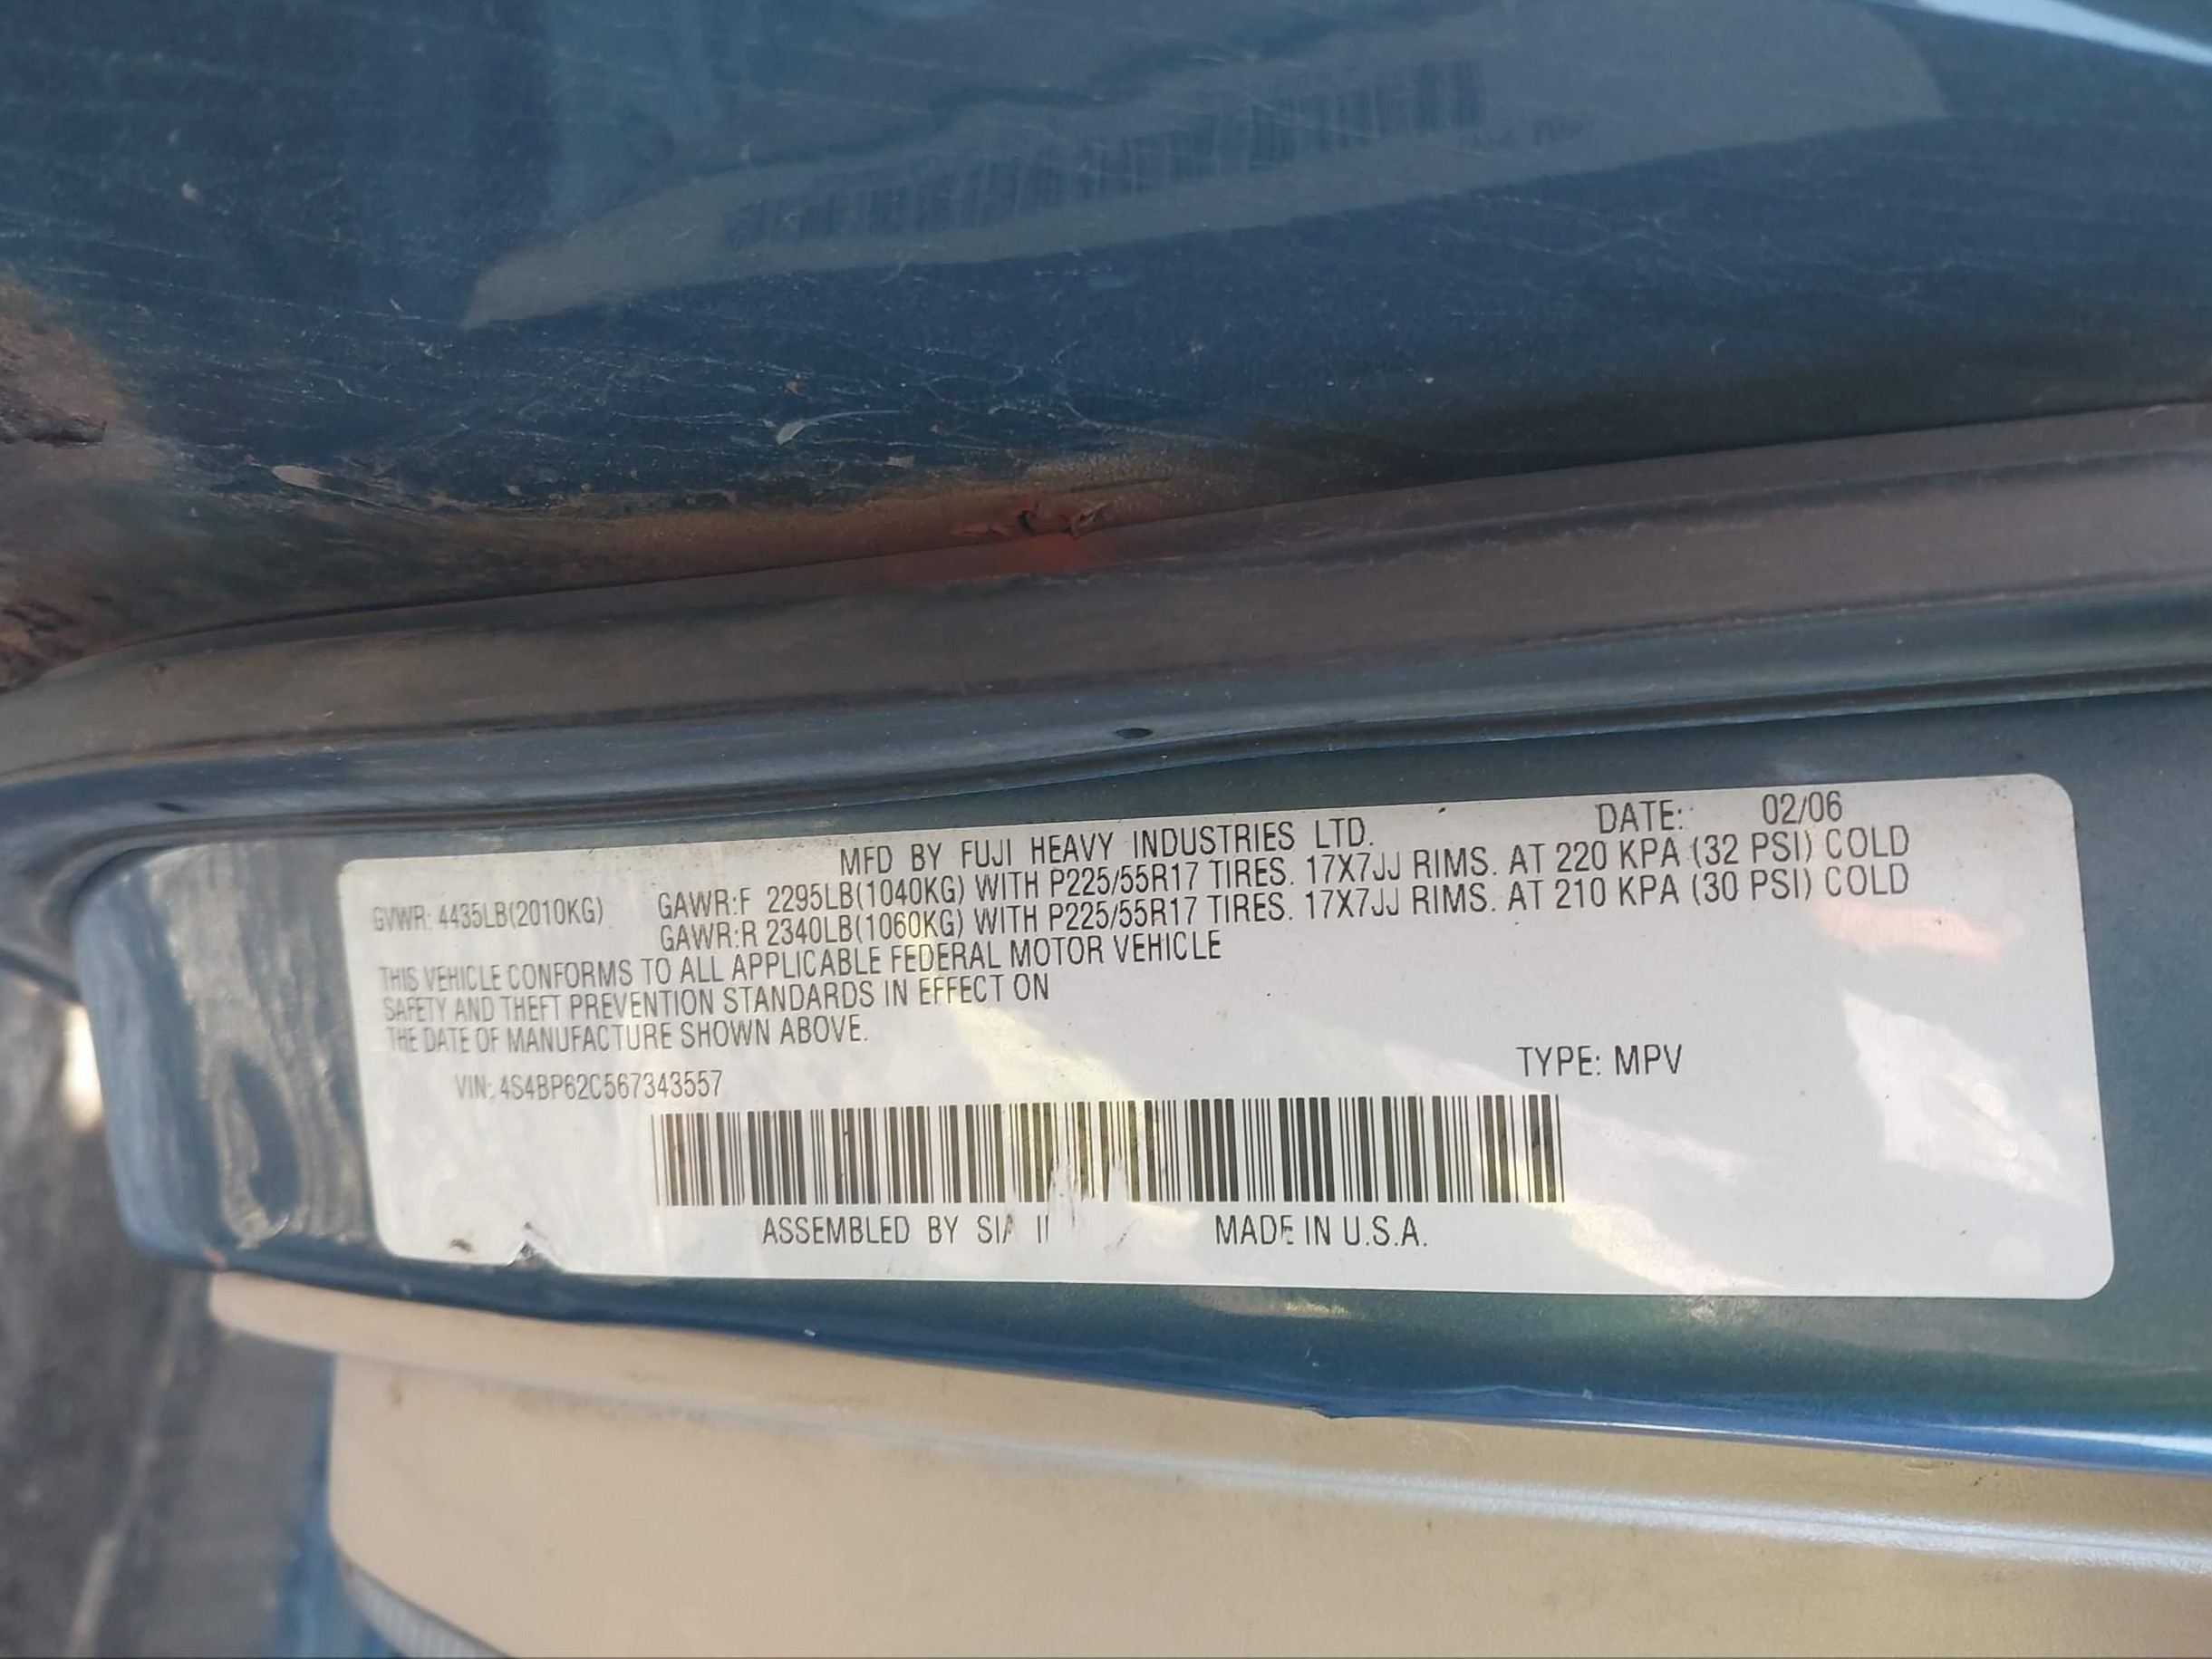 MFD BY FUJI HEAVY INDUSTRIES LTD. DATE: 02/06
GVWR: 4435LB(2010KG) GAWR:F 2295LB(1040KG) WITH P225/55R17 TIRES. 17X7JJ RIMS. AT 220 KPA (32 PSI) COLD
GAWR:R 2340LB(1060KG) WITH P225/55R17 TIRES. 17X7JJ RIMS. AT 210 KPA (30 PSI) COLD
THIS VEHICLE CONFORMS TO ALL APPLICABLE FEDERAL MOTOR VEHICLE
SAFETY AND THEFT PREVENTION STANDARDS IN EFFECT ON
THE DATE OF MANUFACTURE SHOWN ABOVE.
VIN: 4S4BP62C567343557 TYPE: MPV
ASSEMBLED BY SIA MADE IN U.S.A.